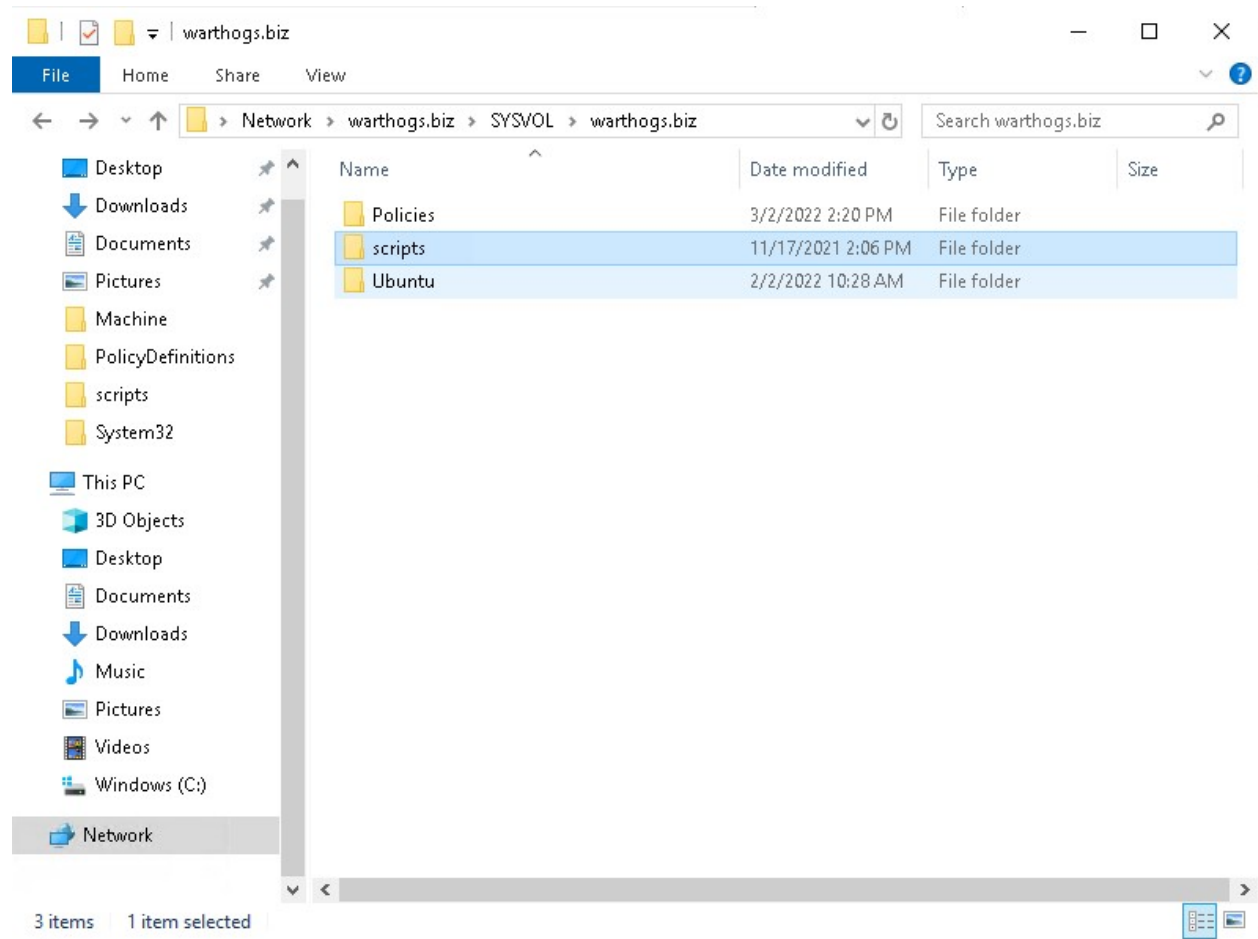 warthogs.biz
File Home Share View
Network > warthogs.biz > SYSVOL > warthogs.biz Search warthogs.biz
Name Date modified Type Size
Desktop
Downloads
Documents
Pictures
Machine
PolicyDefinitions
scripts
System32
This PC
3D Objects
Desktop
Documents
Downloads
Music
Pictures
Videos
Windows (C:)
Network
Policies 3/2/2022 2:20 PM File folder
scripts 11/17/2021 2:06 PM File folder
Ubuntu 2/2/2022 10:28 AM File folder
3 items 1 item selected